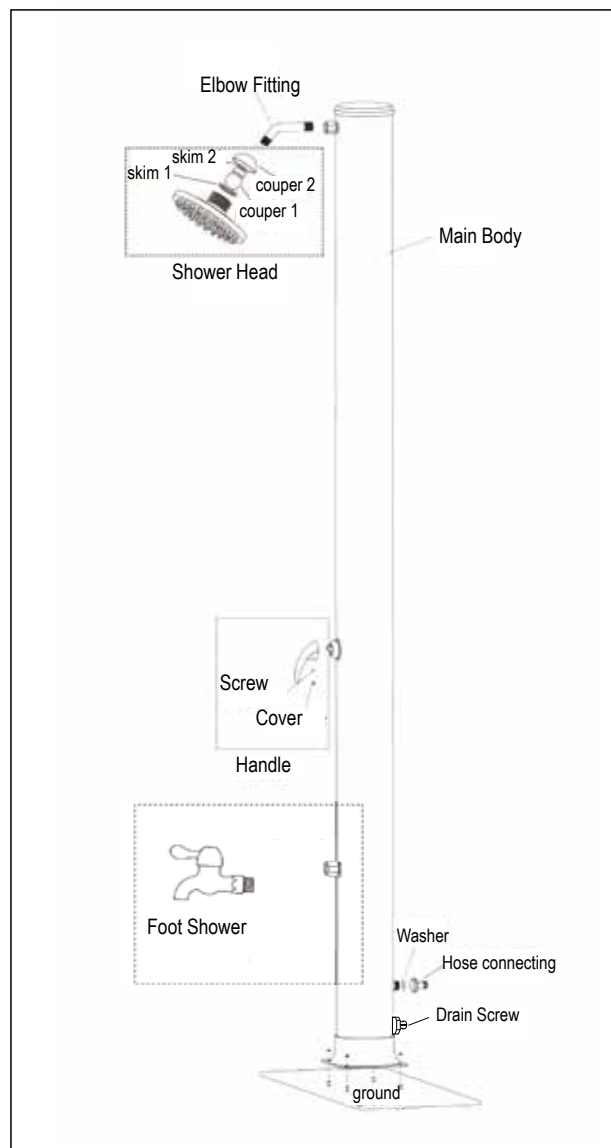 Elbow Fitting
skim 2
skim 1
couper 2
couper 1
Shower Head
Main Body
Screw
Cover
Handle
Foot Shower
Washer
Hose connecting
Drain Screw
ground